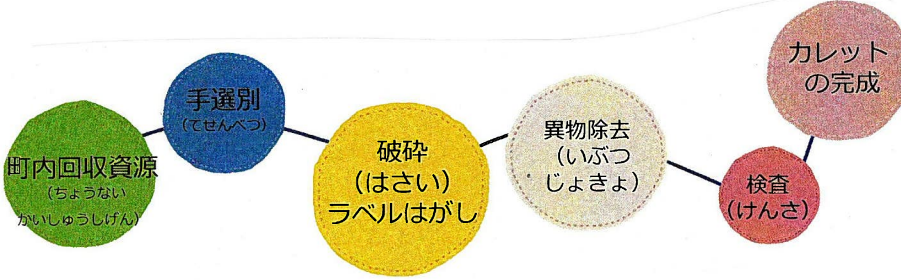 町内回収資源
(ちょうない
かいしゅうしげん)
手選別
(てせんべつ)
破砕
(はさい)
ラベルはがし
異物除去
(いぶつ
じょきょ)
検査
(けんさ)
カレット
の完成